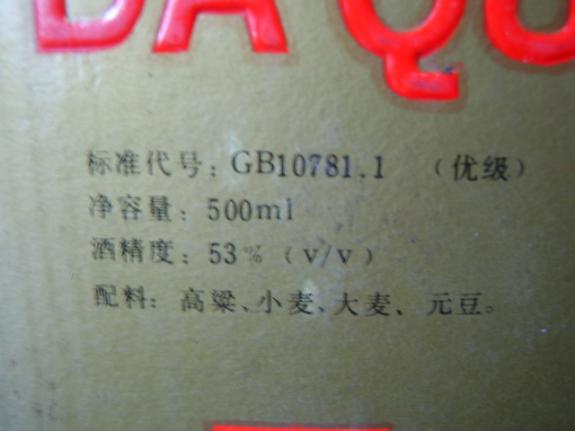 DA QU
标准代号：GB10781.1 （优级）
净容量：500ml
酒精度：53%（v/v）
配料：高粱、小麦、大麦、元豆。